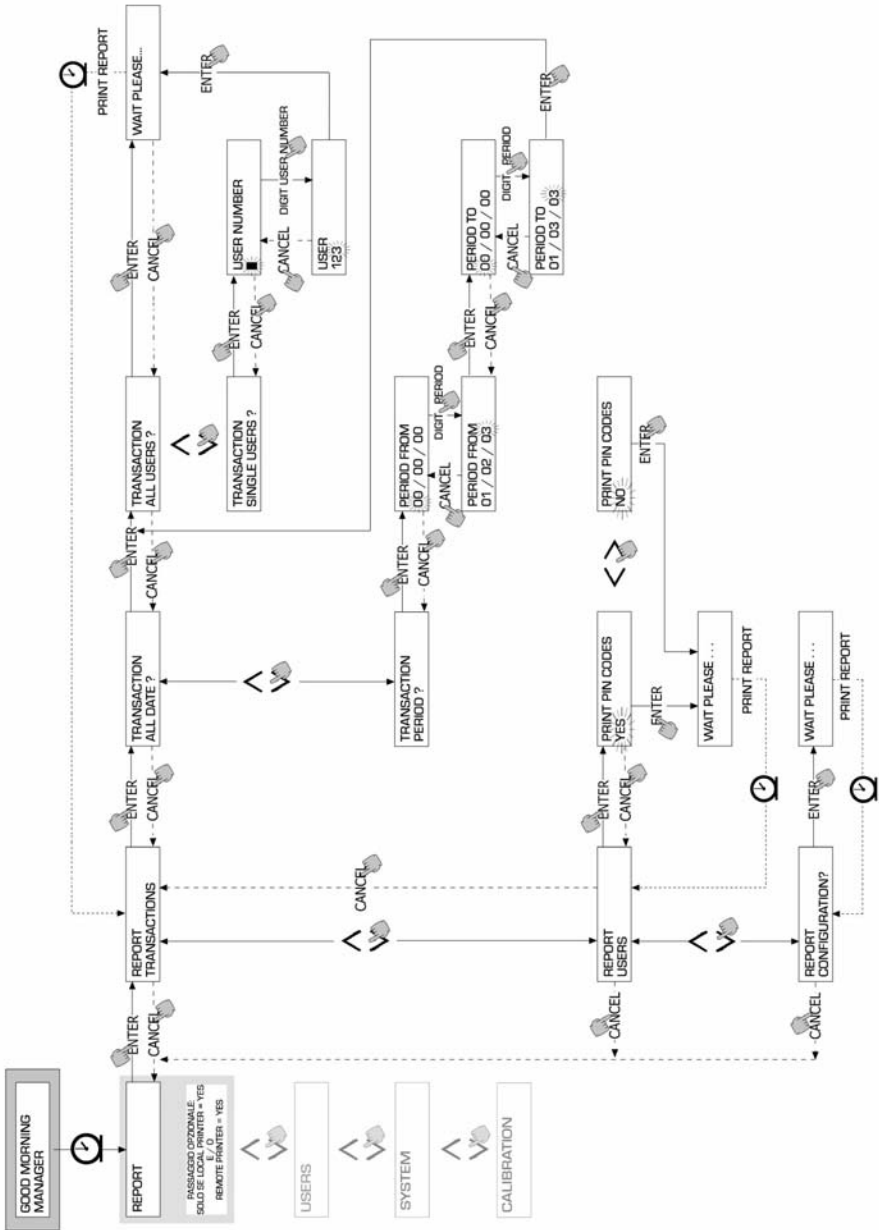 GOOD MORNING
MANAGER
REPORT
PASSAGGIO OPZIONALE:
SOLO SE LOCAL PRINTER = YES
E / O
REMOTE PRINTER = YES
USERS
SYSTEM
CALIBRATION
ENTER
CANCEL
REPORT
TRANSACTIONS
ENTER
CANCEL
TRANSACTION
ALL DATE ?
ENTER
CANCEL
TRANSACTION
ALL USERS ?
ENTER
CANCEL
WAIT PLEASE...
PRINT REPORT
TRANSACTION
SINGLE USERS ?
ENTER
CANCEL
USER NUMBER
DIGIT USER NUMBER
CANCEL
USER
123
ENTER
TRANSACTION
PERIOD ?
ENTER
CANCEL
PERIOD FROM
00 / 00 / 00
DIGIT PERIOD
CANCEL
PERIOD FROM
01 / 02 / 03
ENTER
CANCEL
PERIOD TO
00 / 00 / 00
DIGIT PERIOD
CANCEL
PERIOD TO
01 / 03 / 03
ENTER
CANCEL
CANCEL
REPORT
USERS
ENTER
CANCEL
PRINT PIN CODES
YES
ENTER
PRINT PIN CODES
NO
ENTER
WAIT PLEASE . . .
PRINT REPORT
CANCEL
REPORT
CONFIGURATION?
ENTER
WAIT PLEASE . . .
PRINT REPORT